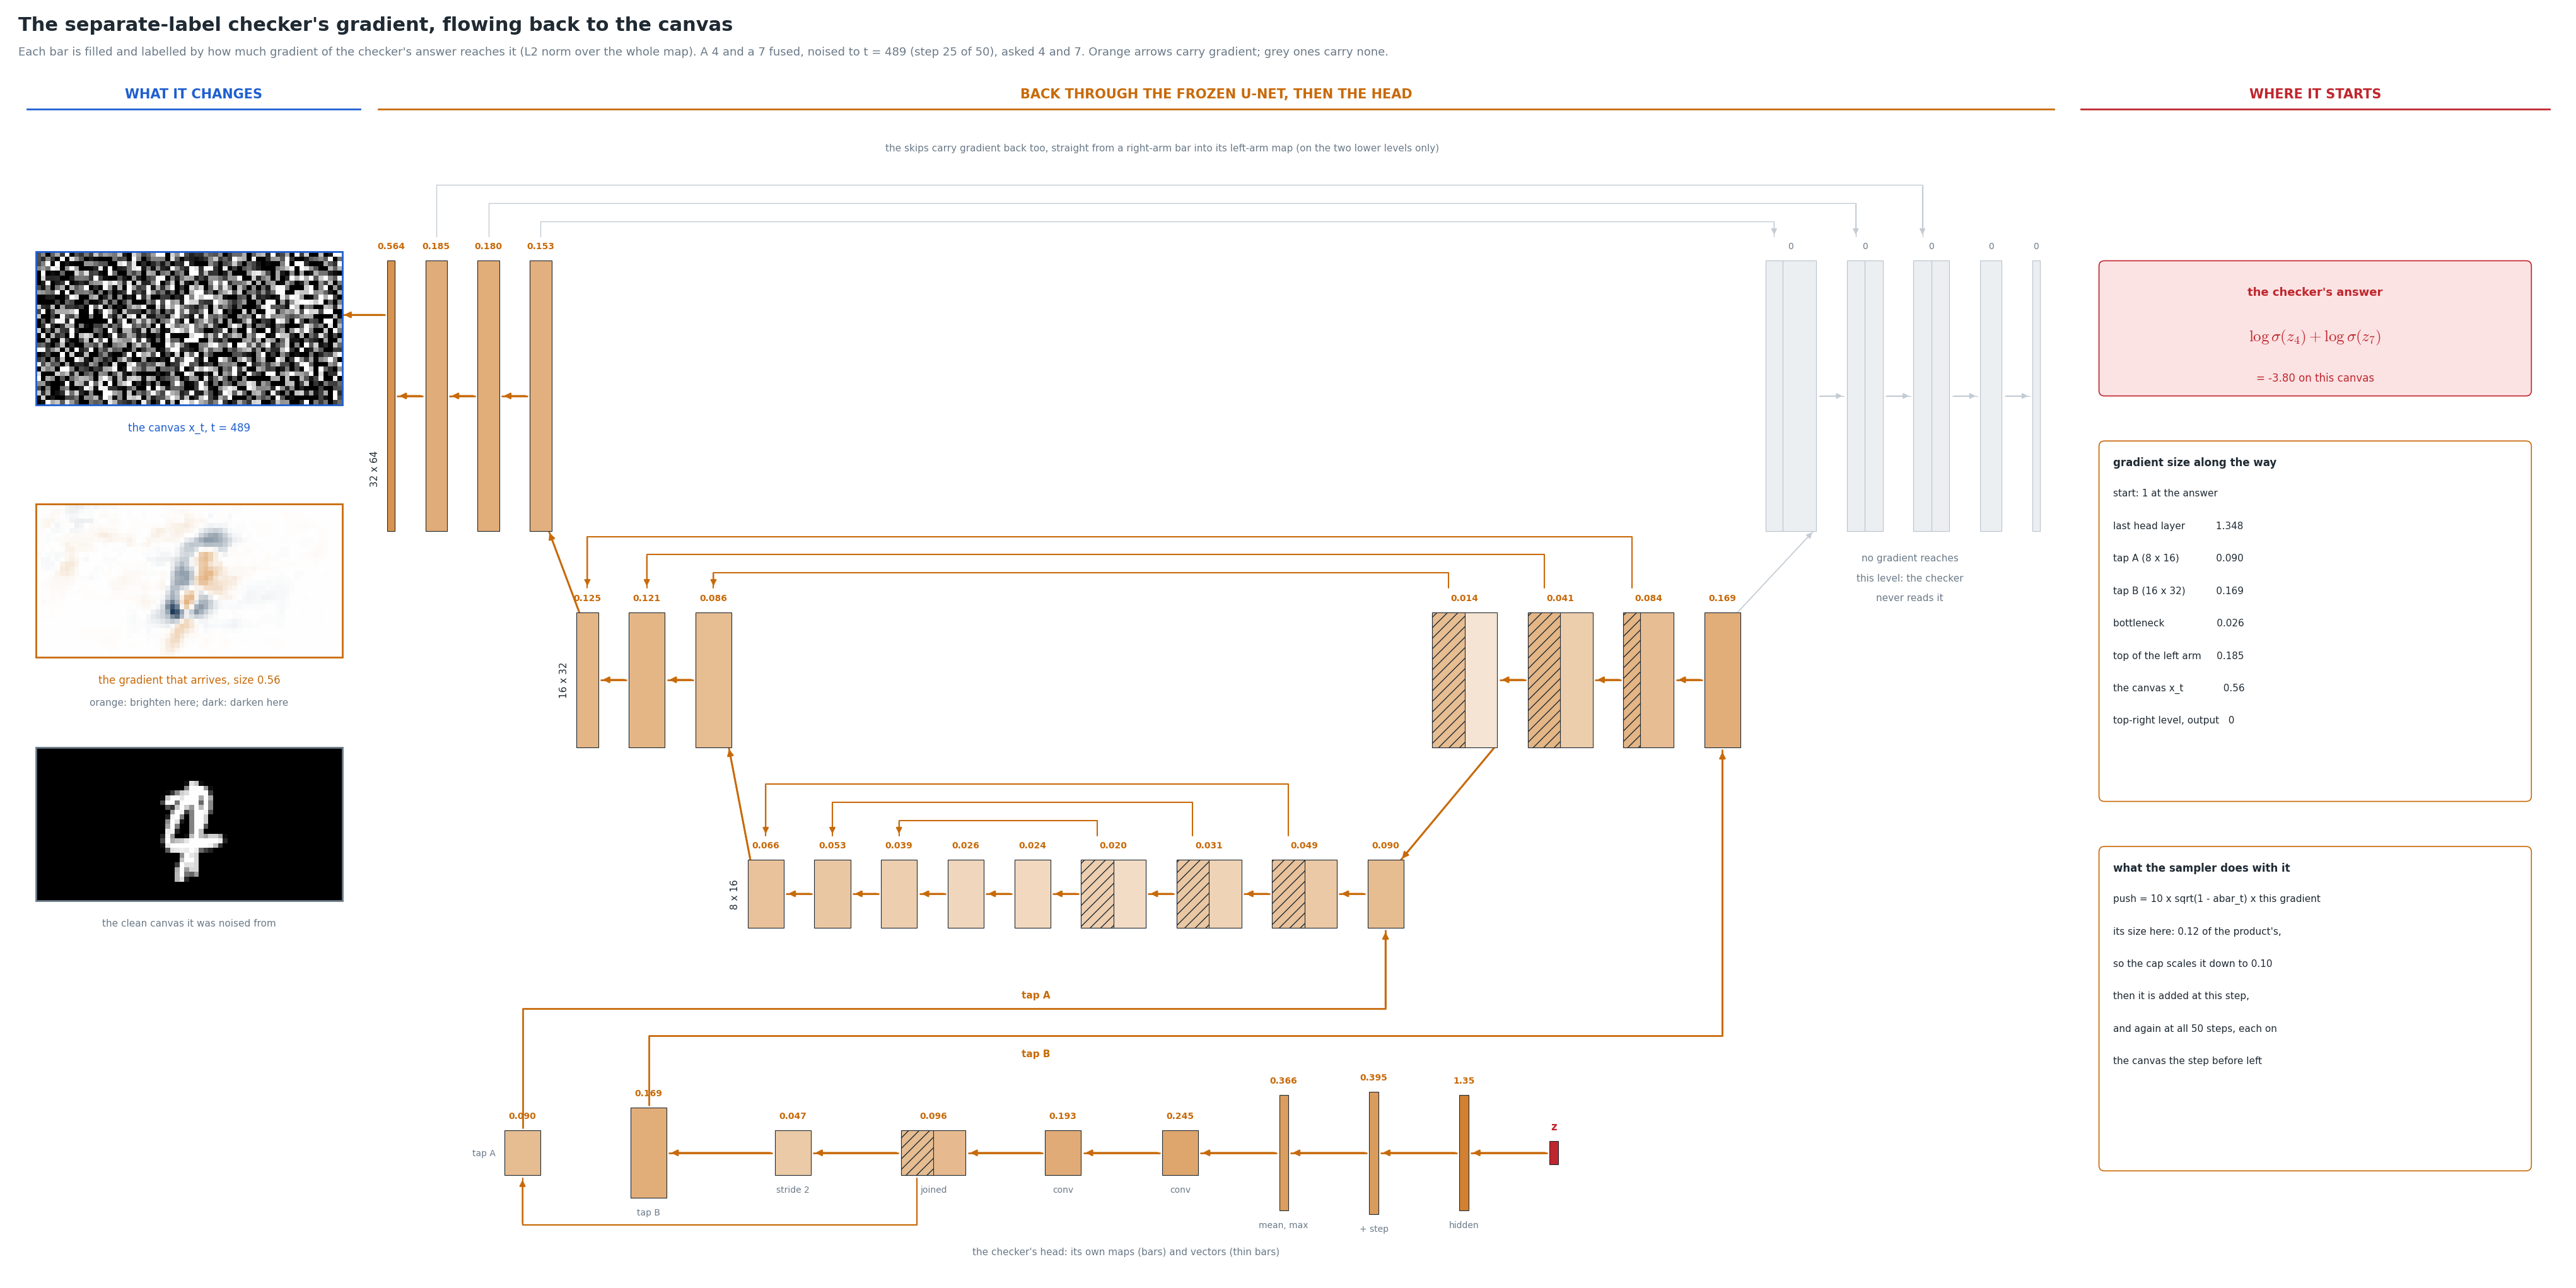 The separate-label checker's gradient, flowing back to the canvas
Each bar is filled and labelled by how much gradient of the checker's answer reaches it (L2 norm over the whole map). A 4 and a 7 fused, noised to t = 489 (step 25 of 50), asked 4 and 7. Orange arrows carry gradient; grey ones carry none.
WHAT IT CHANGES
BACK THROUGH THE FROZEN U-NET, THEN THE HEAD
WHERE IT STARTS
the skips carry gradient back too, straight from a right-arm bar into its left-arm map (on the two lower levels only)
0.564 0.185 0.180 0.153
0 0 0 0 0
32 x 64
the canvas x_t, t = 489
the gradient that arrives, size 0.56
orange: brighten here; dark: darken here
the clean canvas it was noised from
no gradient reaches
this level: the checker
never reads it
0.125 0.121 0.086
0.014 0.041 0.084 0.169
16 x 32
0.066 0.053 0.039 0.026 0.024 0.020 0.031 0.049 0.090
8 x 16
tap A
tap B
0.090 0.169 0.047 0.096 0.193 0.245 0.366 0.395 1.35 z
tap A
tap B
stride 2
joined
conv
conv
mean, max
+ step
hidden
the checker's head: its own maps (bars) and vectors (thin bars)
the checker's answer
log σ(z4) + log σ(z7)
= -3.80 on this canvas
gradient size along the way
start: 1 at the answer
last head layer 1.348
tap A (8 x 16) 0.090
tap B (16 x 32) 0.169
bottleneck 0.026
top of the left arm 0.185
the canvas x_t 0.56
top-right level, output 0
what the sampler does with it
push = 10 x sqrt(1 - abar_t) x this gradient
its size here: 0.12 of the product's,
so the cap scales it down to 0.10
then it is added at this step,
and again at all 50 steps, each on
the canvas the step before left